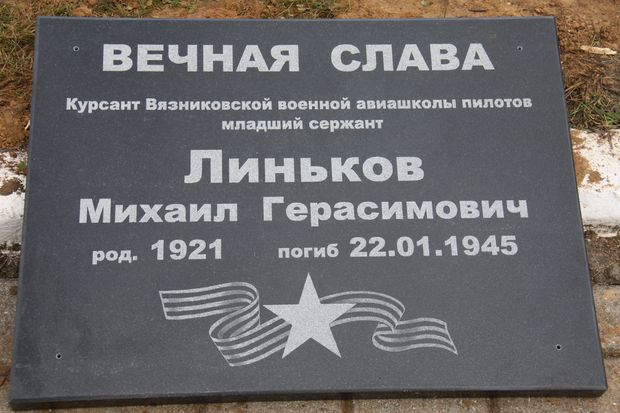 ВЕЧНАЯ СЛАВА
Курсант Вязниковской военной авиашколы пилотов
младший сержант
Линьков
Михаил Герасимович
род. 1921 погиб 22.01.1945